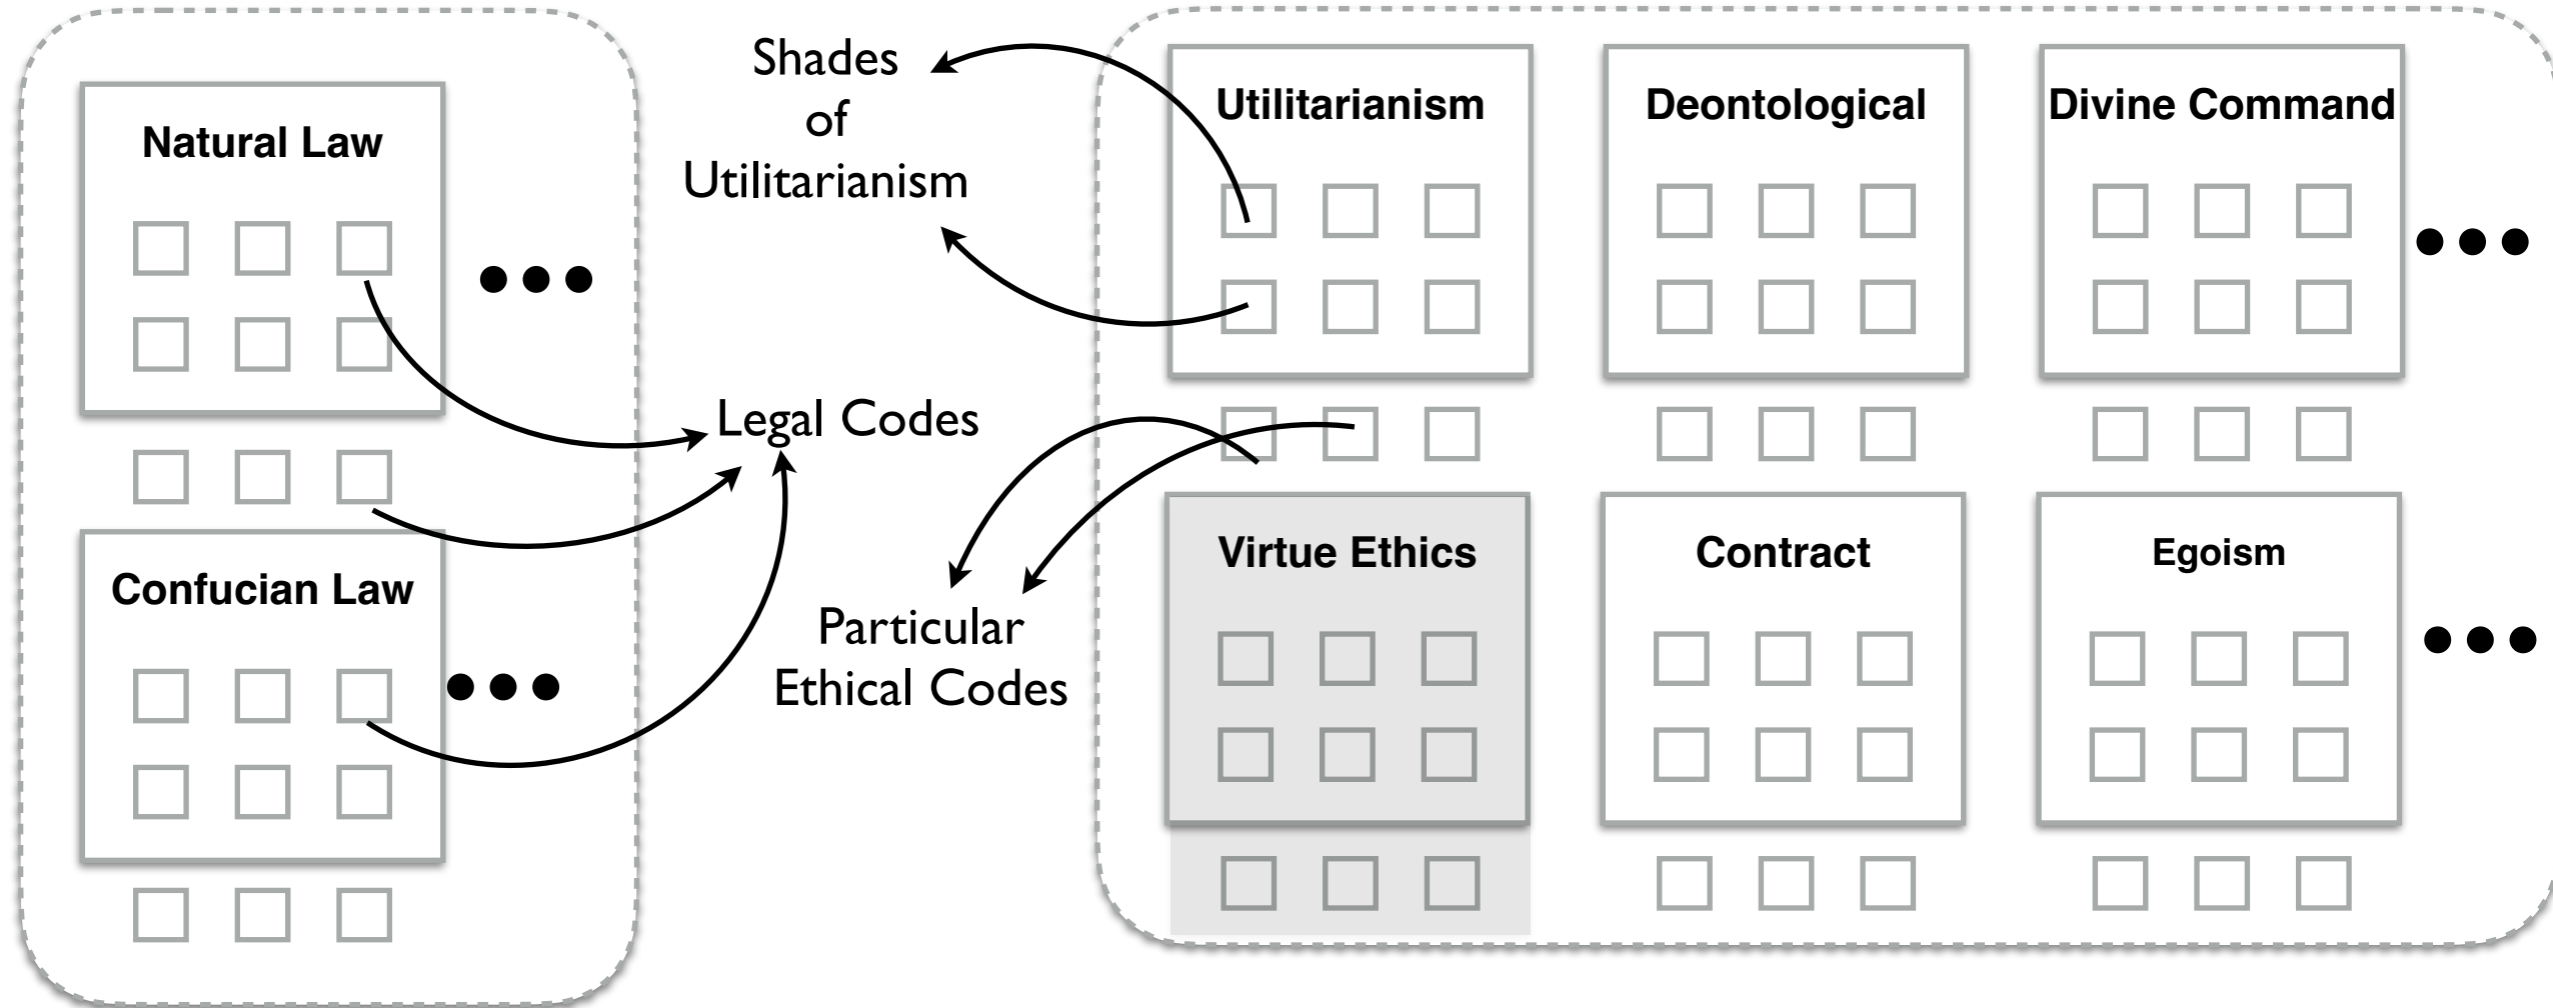 Natural Law
Confucian Law
Shades
of
Utilitarianism
Legal Codes
Particular
Ethical Codes
Utilitarianism
Deontological
Divine Command
Virtue Ethics
Contract
Egoism